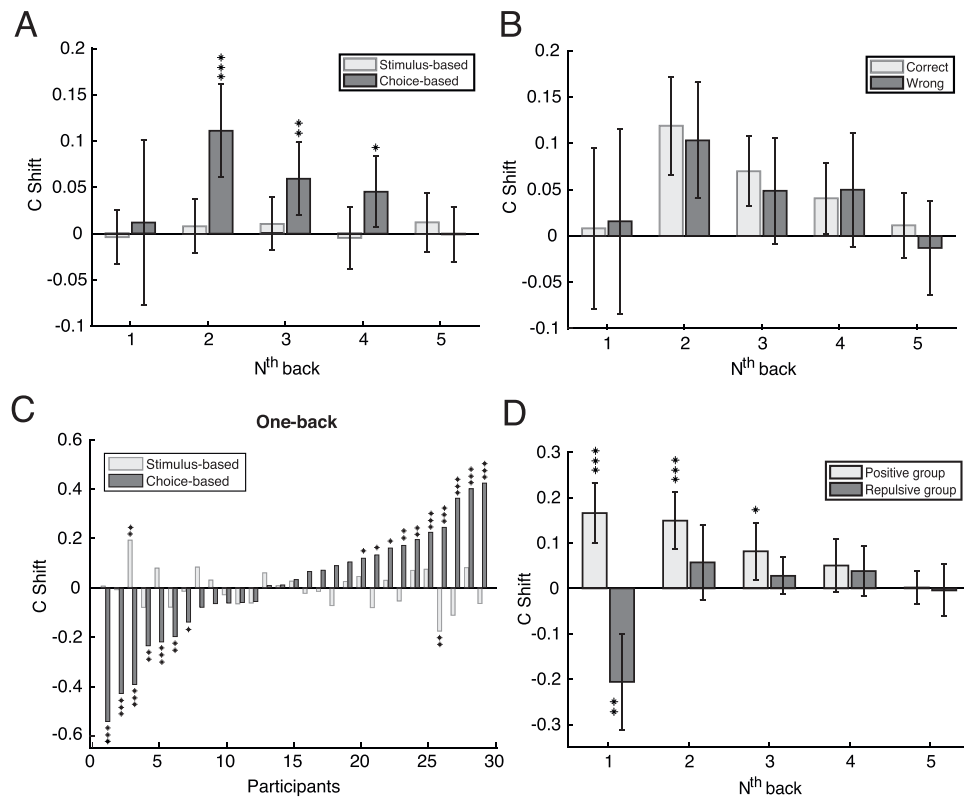 A
0.2
0.15
0.1
0.05
0
-0.05
-0.1
C Shift
Stimulus-based
Choice-based
***
**
*
1 2 3 4 5
Nth back
B
0.2
0.15
0.1
0.05
0
-0.05
-0.1
C Shift
Correct
Wrong
1 2 3 4 5
Nth back
C
One-back
0.6
0.4
0.2
0
-0.2
-0.4
-0.6
C Shift
Stimulus-based
Choice-based
0 5 10 15 20 25 30
Participants
D
0.3
0.2
0.1
0
-0.1
-0.2
-0.3
C Shift
Positive group
Repulsive group
***
***
*
**
1 2 3 4 5
Nth back